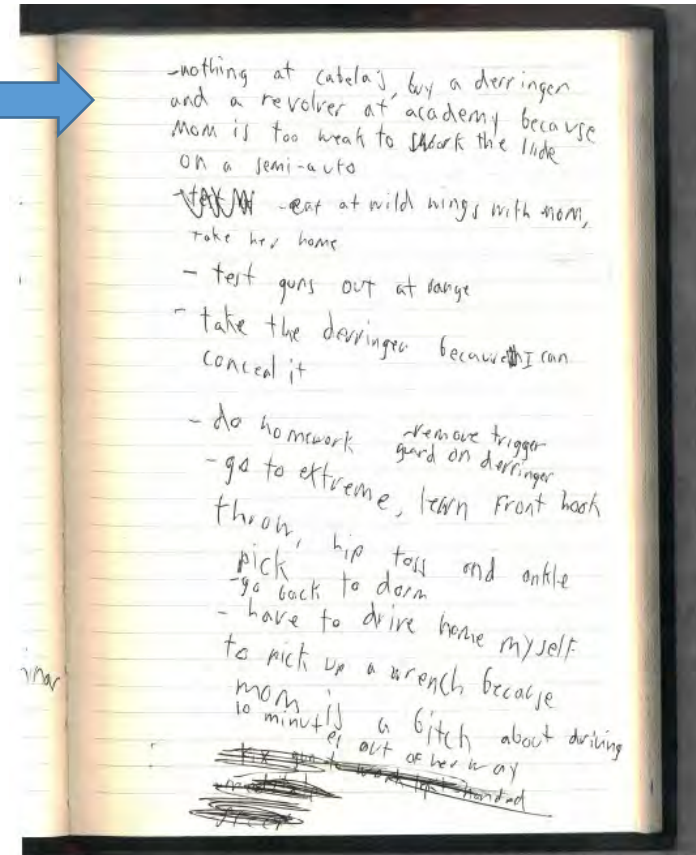 -nothing at cabela's, buy a derringer
and a revolver at academy because
Mom is too weak to work the slide
on a semi-auto
-eat at wild wings with mom,
take her home
- test guns out at range
- take the derringer because I can
conceal it
- do homework
-remove trigger
guard on derringer
- go to extreme, learn front hook
throw, hip toss and ankle
pick
-go back to dorm
- have to drive home myself
to pick up a wrench because
mom is a bitch about driving
10 minutes out of her way
inar